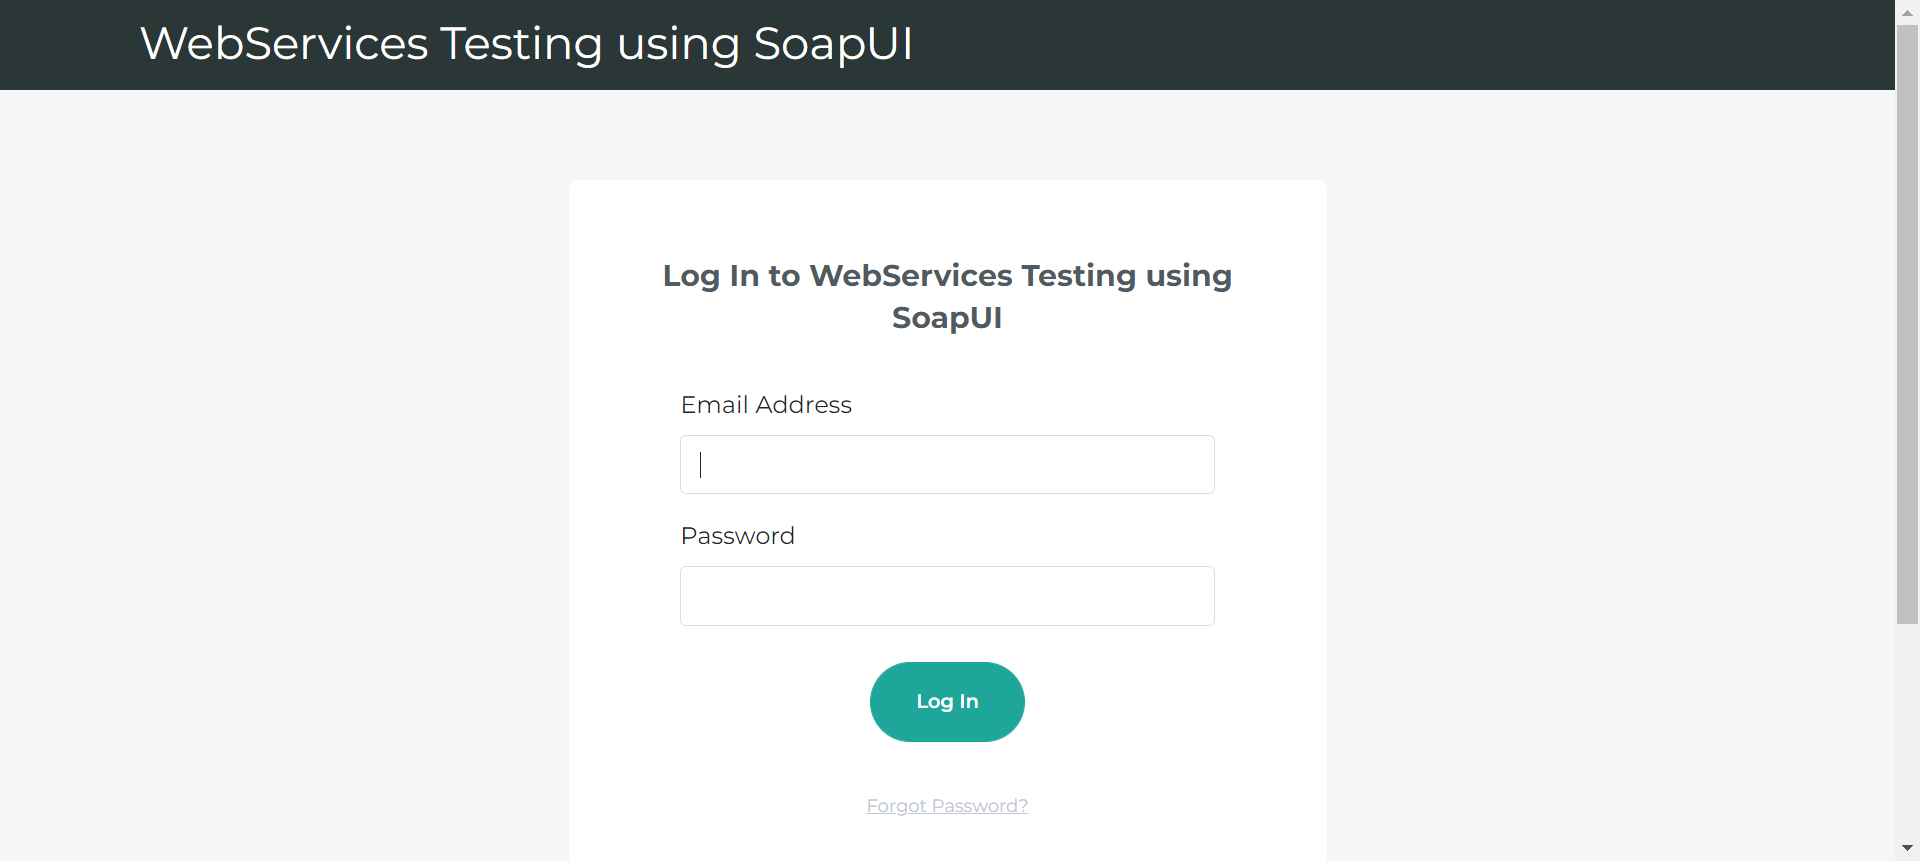 WebServices Testing using SoapUI
Log In to WebServices Testing using
SoapUI
Email Address
Password
Log In
Forgot Password?